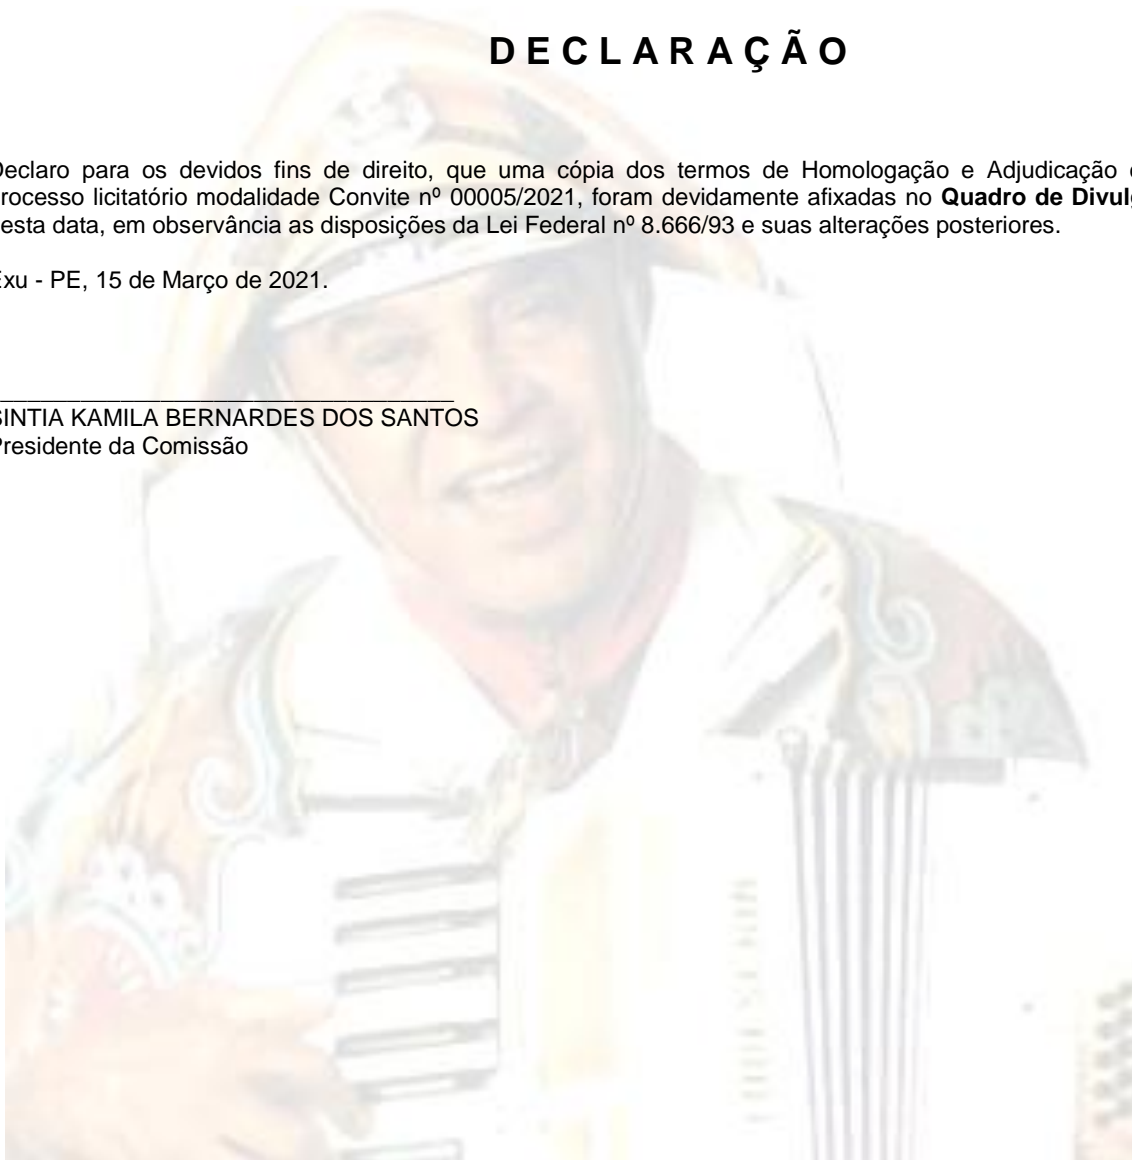 D E C L A R A Ç Ã O
Declaro para os devidos fins de direito, que uma cópia dos termos de Homologação e Adjudicação
processo licitatório modalidade Convite nº 00005/2021, foram devidamente afixadas no Quadro de Divulg
esta data, em observância as disposições da Lei Federal nº 8.666/93 e suas alterações posteriores.
Exu - PE, 15 de Março de 2021.
SINTIA KAMILA BERNARDES DOS SANTOS
Presidente da Comissão